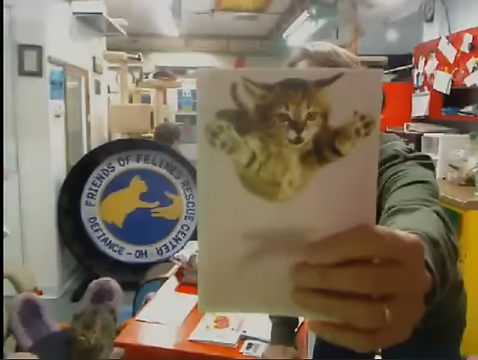 FRIENDS OF FELINES RESCUE CENTER
DEFIANCE - OH